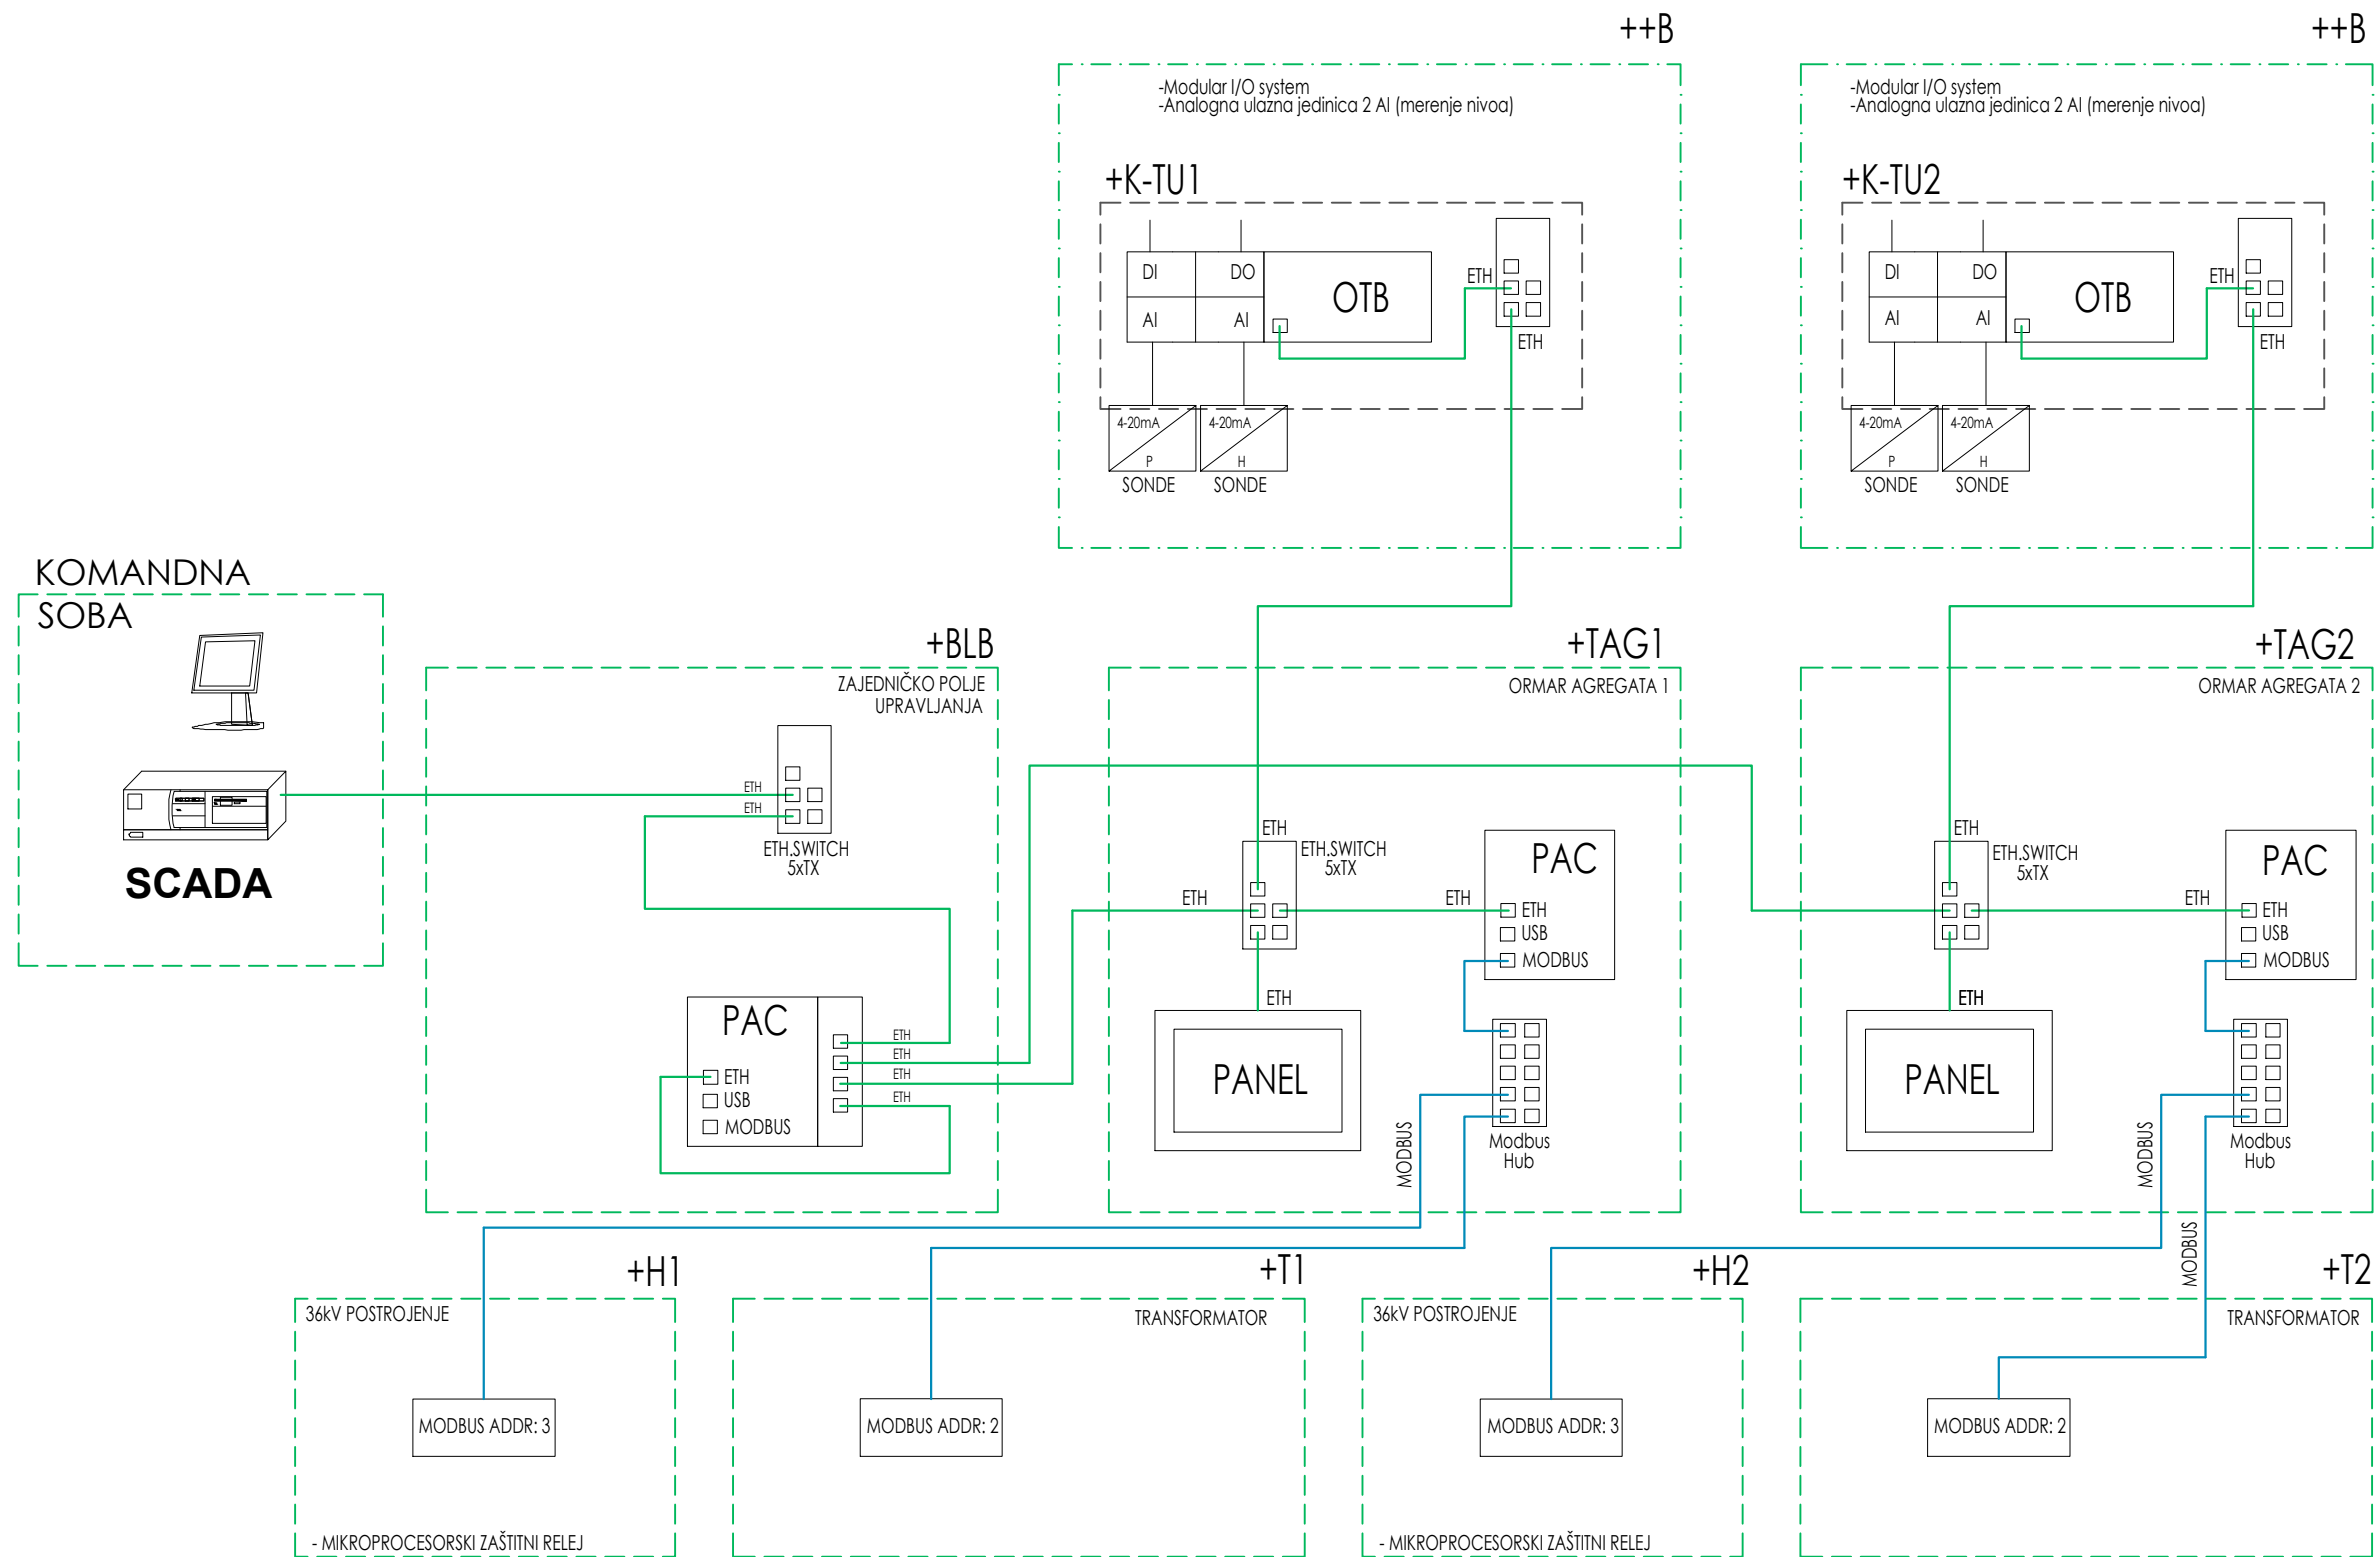 ++B
++B
-Modular I/O system
-Analogna ulazna jedinica 2 AI (merenje nivoa)
-Modular I/O system
-Analogna ulazna jedinica 2 AI (merenje nivoa)
+K-TU1
DI
DO
AI
AI
OTB
ETH
ETH
4-20mA
P
4-20mA
H
SONDE
SONDE
+K-TU2
DI
DO
AI
AI
OTB
ETH
ETH
4-20mA
P
4-20mA
H
SONDE
SONDE
KOMANDNA
SOBA
SCADA
+BLB
ZAJEDNIČKO POLJE
UPRAVLJANJA
ETH
ETH
ETH.SWITCH
5xTX
PAC
ETH
USB
MODBUS
ETH
ETH
ETH
ETH
+TAG1
ORMAR AGREGATA 1
ETH
ETH.SWITCH
5xTX
ETH
ETH
PAC
ETH
USB
MODBUS
ETH
PANEL
MODBUS
Modbus
Hub
+TAG2
ORMAR AGREGATA 2
ETH
ETH.SWITCH
5xTX
ETH
PAC
ETH
USB
MODBUS
ETH
PANEL
MODBUS
Modbus
Hub
MODBUS
+H1
36kV POSTROJENJE
MODBUS ADDR: 3
- MIKROPROCESORSKI ZAŠTITNI RELEJ
+T1
TRANSFORMATOR
MODBUS ADDR: 2
+H2
36kV POSTROJENJE
MODBUS ADDR: 3
- MIKROPROCESORSKI ZAŠTITNI RELEJ
+T2
TRANSFORMATOR
MODBUS ADDR: 2